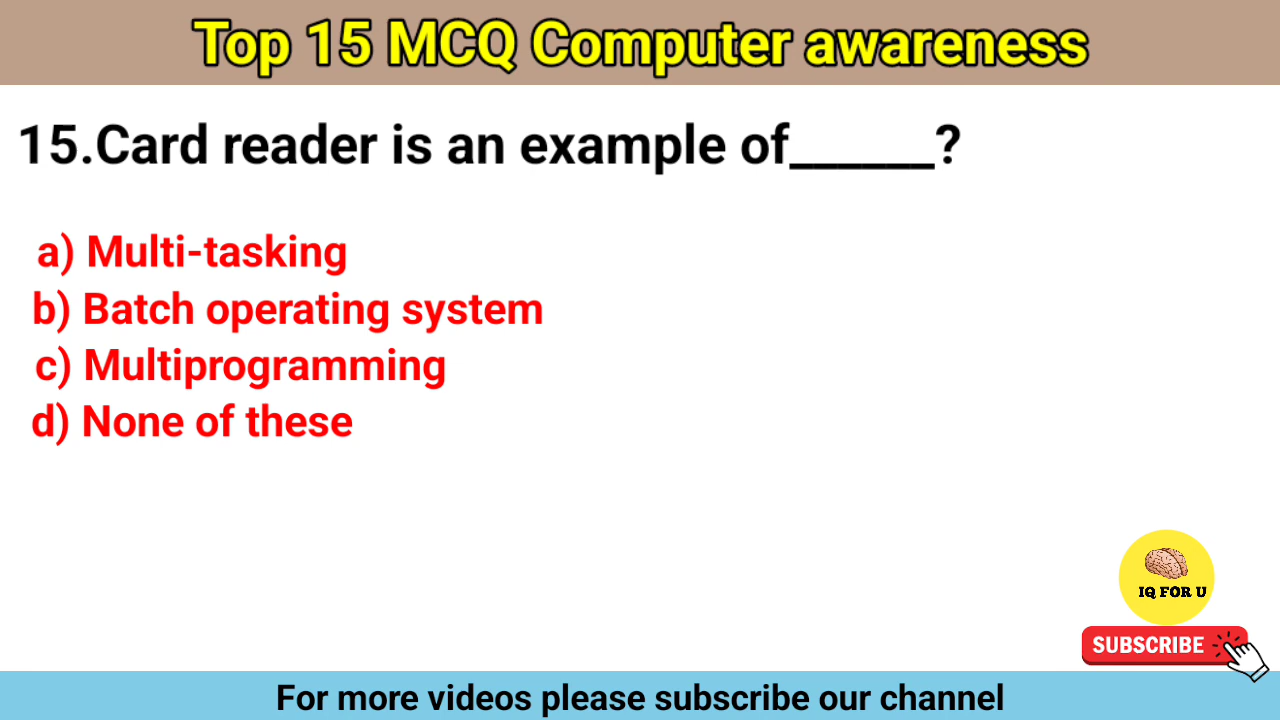 Top 15 MCQ Computer awareness
15.Card reader is an example of______?
a) Multi-tasking
b) Batch operating system
c) Multiprogramming
d) None of these
IQ FOR U
SUBSCRIBE
For more videos please subscribe our channel